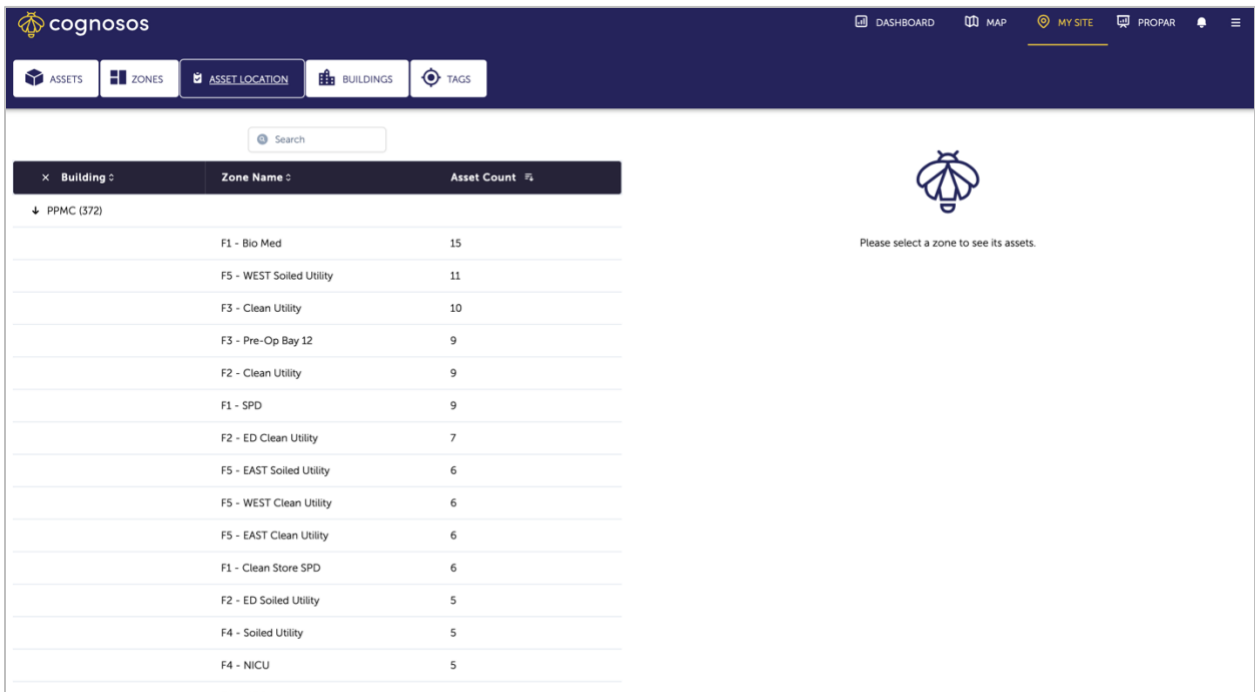 cognosos
DASHBOARD MAP MY SITE PROPAR
ASSETS ZONES ASSET LOCATION BUILDINGS TAGS
Search
Building Zone Name Asset Count
PPMC (372)
Please select a zone to see its assets.
F1 - Bio Med 15
F5 - WEST Soiled Utility 11
F3 - Clean Utility 10
F3 - Pre-Op Bay 12 9
F2 - Clean Utility 9
F1 - SPD 9
F2 - ED Clean Utility 7
F5 - EAST Soiled Utility 6
F5 - WEST Clean Utility 6
F5 - EAST Clean Utility 6
F1 - Clean Store SPD 6
F2 - ED Soiled Utility 5
F4 - Soiled Utility 5
F4 - NICU 5